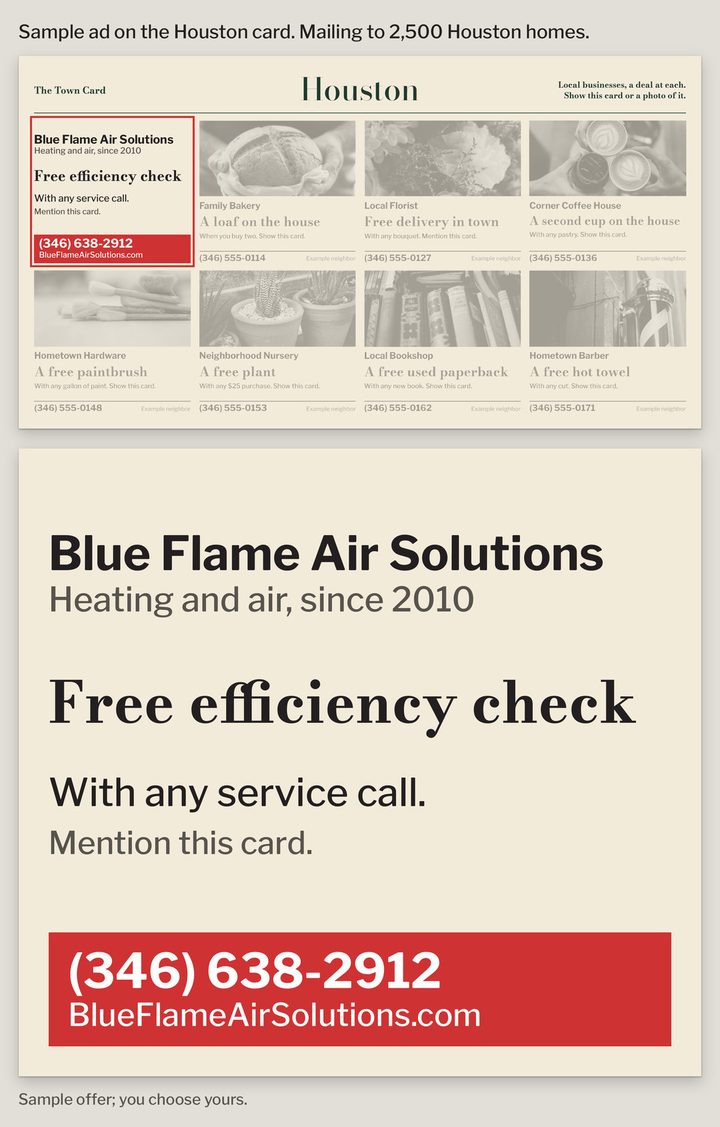 Sample ad on the Houston card. Mailing to 2,500 Houston homes.
The Town Card
Houston
Local businesses, a deal at each.
Show this card or a photo of it.
Blue Flame Air Solutions
Heating and air, since 2010
Free efficiency check
With any service call.
Mention this card.
(346) 638-2912
BlueFlameAirSolutions.com
Family Bakery
A loaf on the house
When you buy two. Show this card.
(346) 555-0114
Example neighbor
Local Florist
Free delivery in town
With any bouquet. Mention this card.
(346) 555-0127
Example neighbor
Corner Coffee House
A second cup on the house
With any pastry. Show this card.
(346) 555-0136
Example neighbor
Hometown Hardware
A free paintbrush
With any gallon of paint. Show this card.
(346) 555-0148
Example neighbor
Neighborhood Nursery
A free plant
With any $25 purchase. Show this card.
(346) 555-0153
Example neighbor
Local Bookshop
A free used paperback
With any new book. Show this card.
(346) 555-0162
Example neighbor
Hometown Barber
A free hot towel
With any cut. Show this card.
(346) 555-0171
Example neighbor
Blue Flame Air Solutions
Heating and air, since 2010
Free efficiency check
With any service call.
Mention this card.
(346) 638-2912
BlueFlameAirSolutions.com
Sample offer; you choose yours.